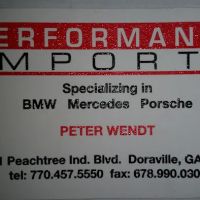 ERFORMAN
MPORT
Specializing in
BMW Mercedes Porsche
PETER WENDT
1 Peachtree Ind. Blvd. Doraville, GA
tel: 770.457.5550 fax: 678.990.030